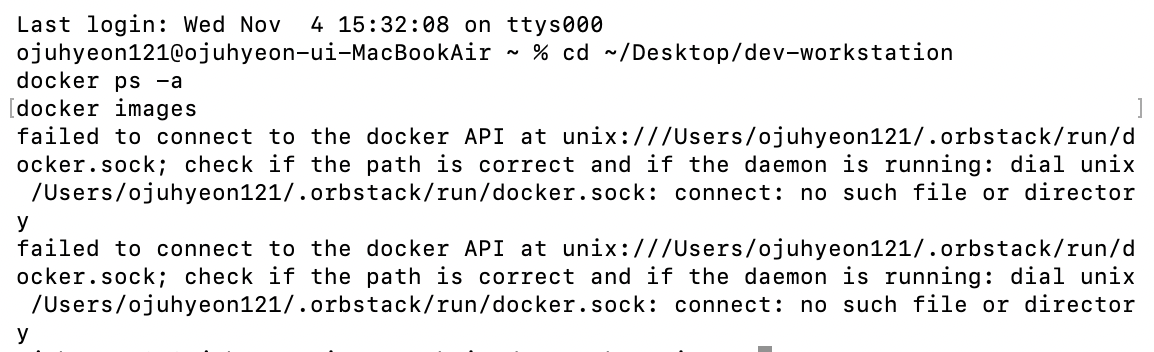 Last login: Wed Nov  4 15:32:08 on ttys000
ojuhyeon121@ojuhyeon-ui-MacBookAir ~ % cd ~/Desktop/dev-workstation
docker ps -a
[docker images ]
failed to connect to the docker API at unix:///Users/ojuhyeon121/.orbstack/run/d
ocker.sock; check if the path is correct and if the daemon is running: dial unix
 /Users/ojuhyeon121/.orbstack/run/docker.sock: connect: no such file or director
y
failed to connect to the docker API at unix:///Users/ojuhyeon121/.orbstack/run/d
ocker.sock; check if the path is correct and if the daemon is running: dial unix
 /Users/ojuhyeon121/.orbstack/run/docker.sock: connect: no such file or director
y